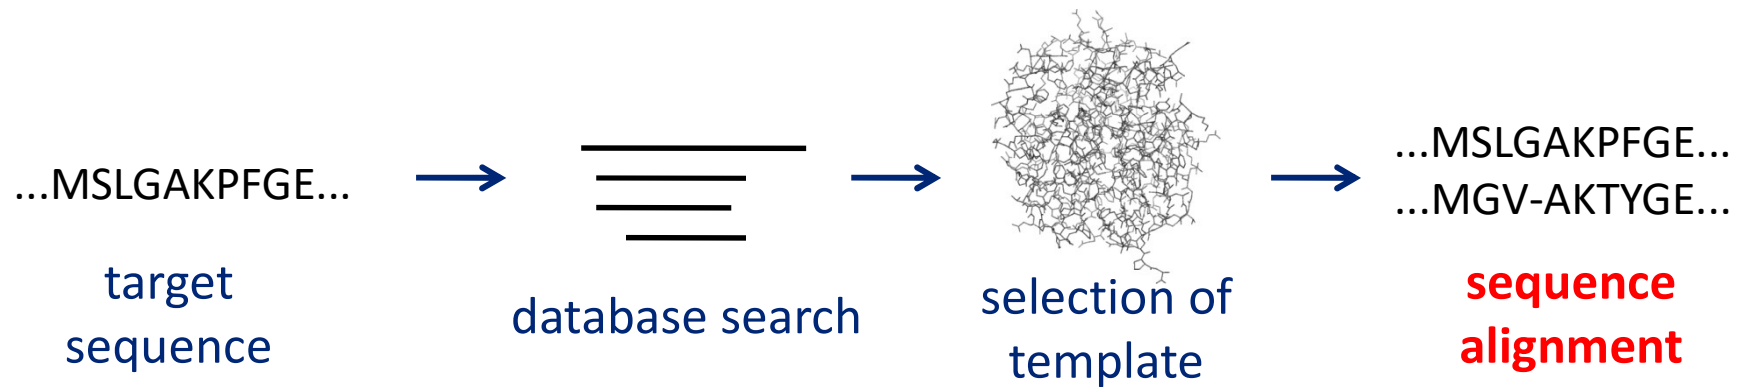 ...MSLGAKPFGE...
target
sequence
database search
selection of
template
...MSLGAKPFGE...
...MGV-AKTYGE...
sequence
alignment